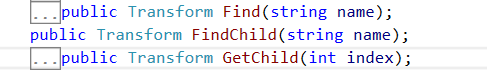 ...public Transform Find(string name);
public Transform FindChild(string name);
...public Transform GetChild(int index);